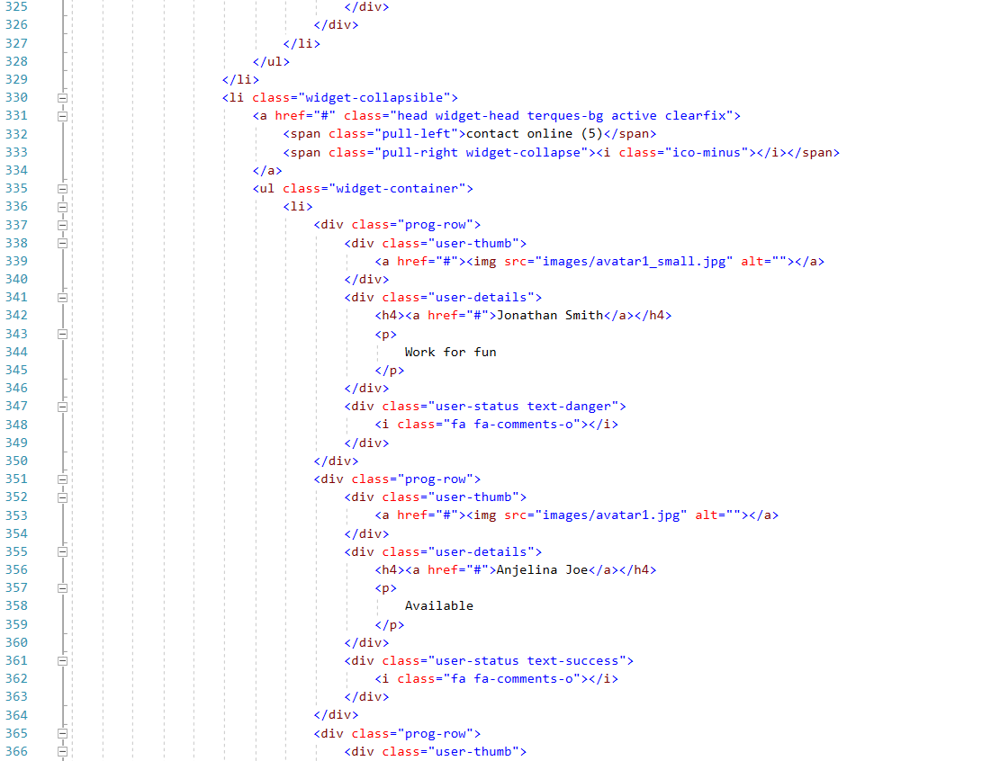 325                                         </div>
326                                     </div>
327                                 </li>
328                             </ul>
329                         </li>
330                         <li class="widget-collapsible">
331                             <a href="#" class="head widget-head terques-bg active clearfix">
332                                 <span class="pull-left">contact online (5)</span>
333                                 <span class="pull-right widget-collapse"><i class="ico-minus"></i></span>
334                             </a>
335                             <ul class="widget-container">
336                                 <li>
337                                     <div class="prog-row">
338                                         <div class="user-thumb">
339                                             <a href="#"><img src="images/avatar1_small.jpg" alt=""></a>
340                                         </div>
341                                         <div class="user-details">
342                                             <h4><a href="#">Jonathan Smith</a></h4>
343                                             <p>
344                                                 Work for fun
345                                             </p>
346                                         </div>
347                                         <div class="user-status text-danger">
348                                             <i class="fa fa-comments-o"></i>
349                                         </div>
350                                     </div>
351                                     <div class="prog-row">
352                                         <div class="user-thumb">
353                                             <a href="#"><img src="images/avatar1.jpg" alt=""></a>
354                                         </div>
355                                         <div class="user-details">
356                                             <h4><a href="#">Anjelina Joe</a></h4>
357                                             <p>
358                                                 Available
359                                             </p>
360                                         </div>
361                                         <div class="user-status text-success">
362                                             <i class="fa fa-comments-o"></i>
363                                         </div>
364                                     </div>
365                                     <div class="prog-row">
366                                         <div class="user-thumb">